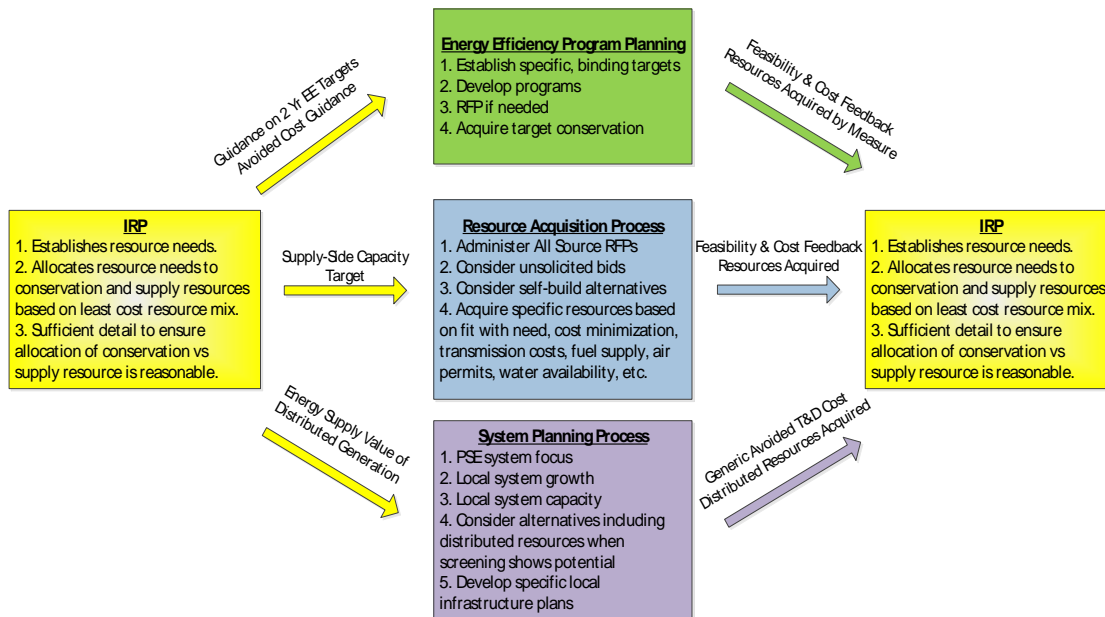 Energy Efficiency Program Planning
1. Establish specific, binding targets
2. Develop programs
3. RFP if needed
4. Acquire target conservation
Guidance on 2 Yr EE Targets
Avoided Cost Guidance
Feasibility & Cost Feedback
Resources Acquired by Measure
IRP
1. Establishes resource needs.
2. Allocates resource needs to
conservation and supply resources
based on least cost resource mix.
3. Sufficient detail to ensure
allocation of conservation vs
supply resource is reasonable.
Supply-Side Capacity
Target
Resource Acquisition Process
1. Administer All Source RFPs
2. Consider unsolicited bids
3. Consider self-build alternatives
4. Acquire specific resources based
on fit with need, cost minimization,
transmission costs, fuel supply, air
permits, water availability, etc.
Feasibility & Cost Feedback
Resources Acquired
IRP
1. Establishes resource needs.
2. Allocates resource needs to
conservation and supply resources
based on least cost resource mix.
3. Sufficient detail to ensure
allocation of conservation vs
supply resource is reasonable.
Energy Supply Value of
Distributed Generation
System Planning Process
1. PSE system focus
2. Local system growth
3. Local system capacity
4. Consider alternatives including
distributed resources when
screening shows potential
5. Develop specific local
infrastructure plans
Generic Avoided T&D Cost
Distributed Resources Acquired